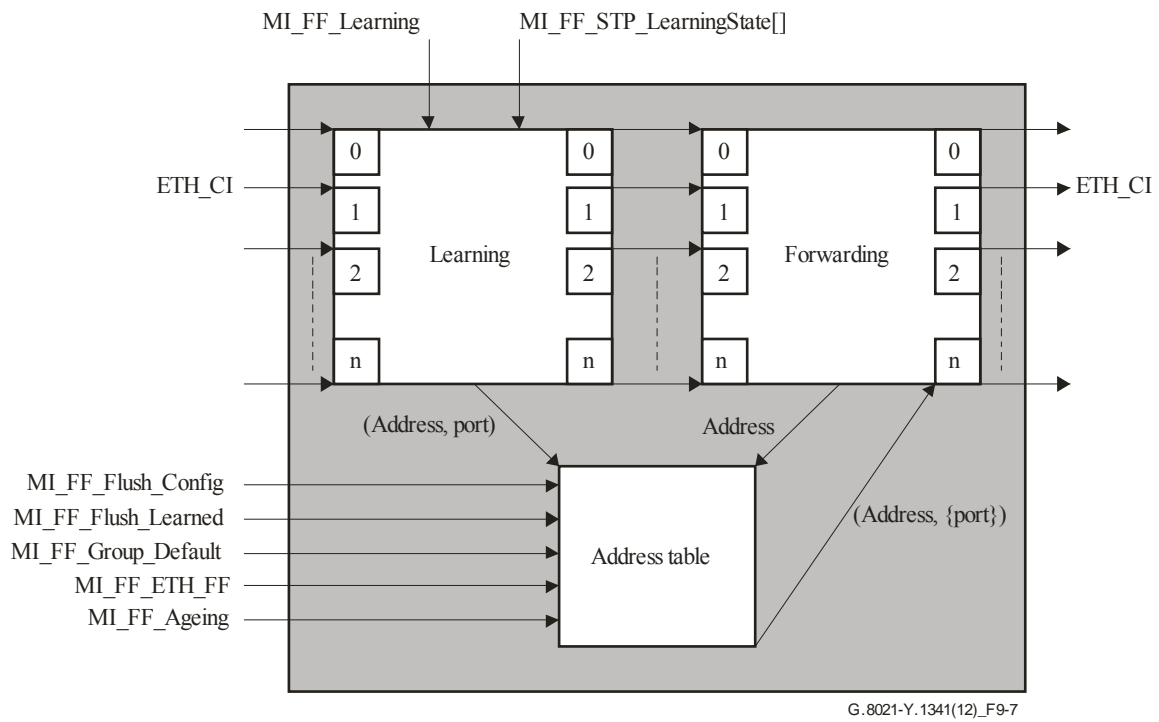 MI_FF_Learning
MI_FF_STP_LearningState[]
0
0
0
0
ETH_CI
ETH_CI
1
1
1
1
Learning
Forwarding
2
2
2
2
n
n
n
n
(Address, port)
Address
MI_FF_Flush_Config
MI_FF_Flush_Learned
(Address, {port})
MI_FF_Group_Default
Address table
MI_FF_ETH_FF
MI_FF_Ageing
G.8021-Y.1341(12)_F9-7